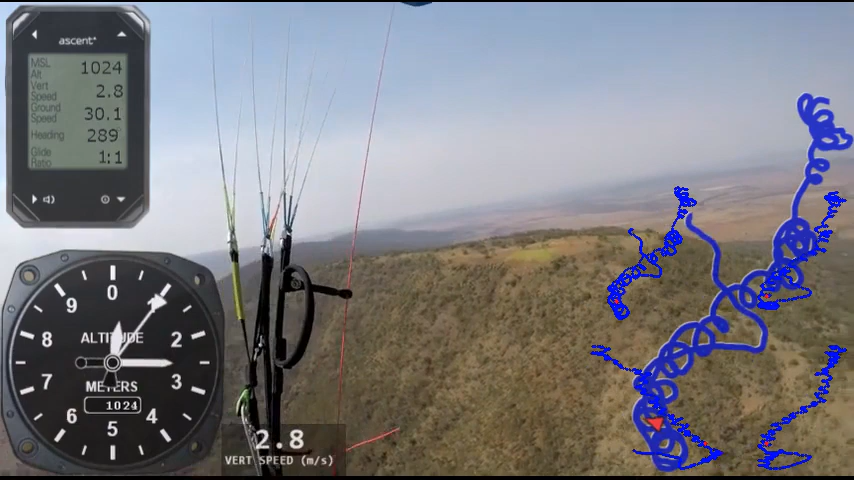 ascent
MSL Alt 1024
Vert Speed 2.8
Ground Speed 30.1
Heading 289
Glide Ratio 1:1
0
9
8
2
7
3
6
4
5
ALTITUDE
METERS
1024
2.8
VERT SPEED (m/s)